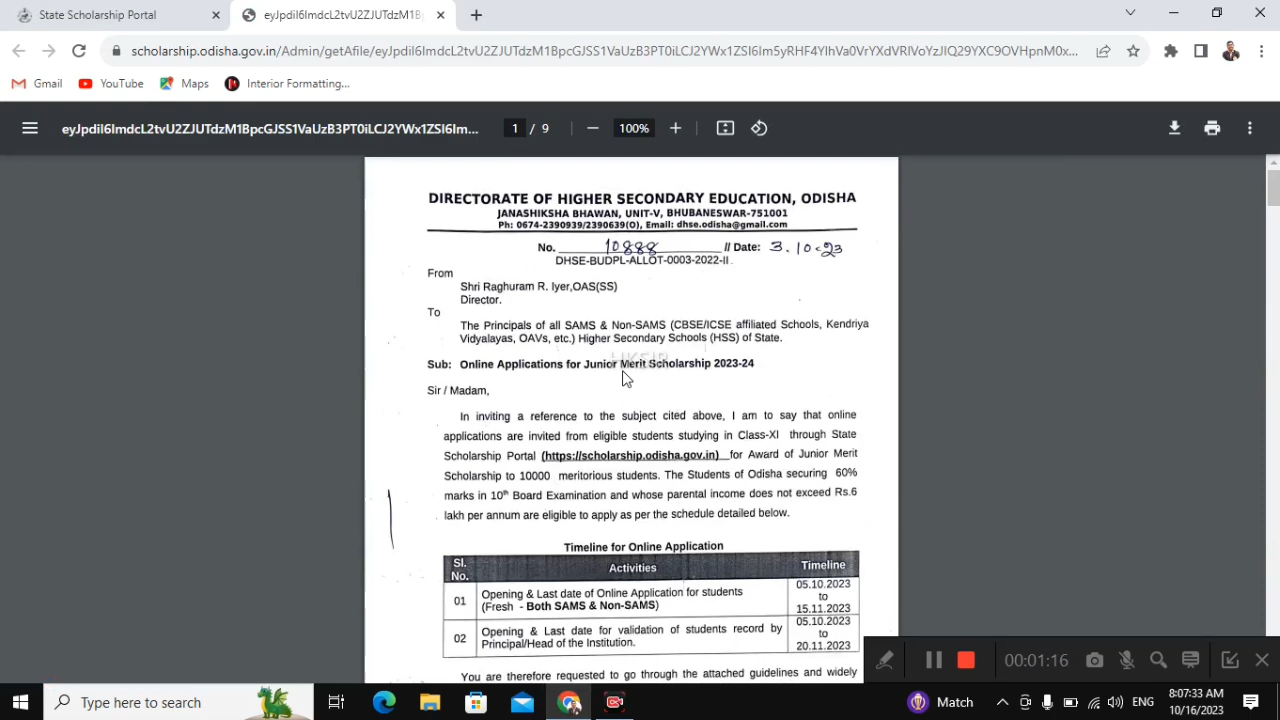 State Scholarship Portal
eyJpdiI6ImdcL2tvU2ZJUTdzM1B
scholarship.odisha.gov.in/Admin/getAfile/eyJpdiI6ImdcL2tvU2ZJUTdzM1BpcGJSS1VaUzB3PT0iLCJ2YWx1ZSI6Im5yRHF4YlhVa0VrYXdVRlVoYzJlQ29VYXC9OVHpnM0x...
Gmail YouTube Maps Interior Formatting...
eyJpdiI6ImdcL2tvU2ZJUTdzM1BpcGJSS1VaUzB3PT0iLCJ2YWx1ZSI6Im... 1 / 9 100%
DIRECTORATE OF HIGHER SECONDARY EDUCATION, ODISHA
JANASHIKSHA BHAWAN, UNIT-V, BHUBANESWAR-751001
Ph: 0674-2390939/2390639(O), Email: dhse.odisha@gmail.com
No. 10888 // Date: 3.10-23
DHSE-BUDPL-ALLOT-0003-2022-II
From
Shri Raghuram R. Iyer,OAS(SS)
Director.
To
The Principals of all SAMS & Non-SAMS (CBSE/ICSE affiliated Schools, Kendriya
Vidyalayas, OAVs, etc.) Higher Secondary Schools (HSS) of State.
HKSIR
Sub: Online Applications for Junior Merit Scholarship 2023-24
Sir / Madam,
In inviting a reference to the subject cited above, I am to say that online
applications are invited from eligible students studying in Class-XI through State
Scholarship Portal (https://scholarship.odisha.gov.in) for Award of Junior Merit
Scholarship to 10000 meritorious students. The Students of Odisha securing 60%
marks in 10th Board Examination and whose parental income does not exceed Rs.6
lakh per annum are eligible to apply as per the schedule detailed below.
Timeline for Online Application
Sl. No. Activities Timeline
01 Opening & Last date of Online Application for students (Fresh - Both SAMS & Non-SAMS) 05.10.2023 to 15.11.2023
02 Opening & Last date for validation of students record by Principal/Head of the Institution. 05.10.2023 to 20.11.2023
You are therefore requested to go through the attached guidelines and widely
00:01:16
Type here to search
Match
ENG
8:07:33 AM
10/16/2023